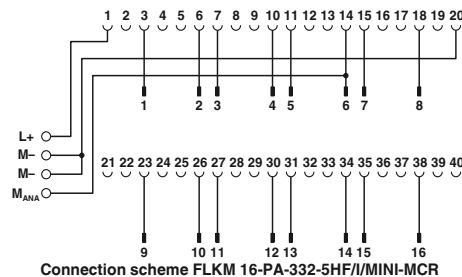 1 2 3 4 5 6 7 8 9 10 11 12 13 14 15 16 17 18 19 20
1 2 3 4 5 6 7 8
L+
M–
M–
MANA
21 22 23 24 25 26 27 28 29 30 31 32 33 34 35 36 37 38 39 40
9 10 11 12 13 14 15 16
Connection scheme FLKM 16-PA-332-5HF/I/MINI-MCR